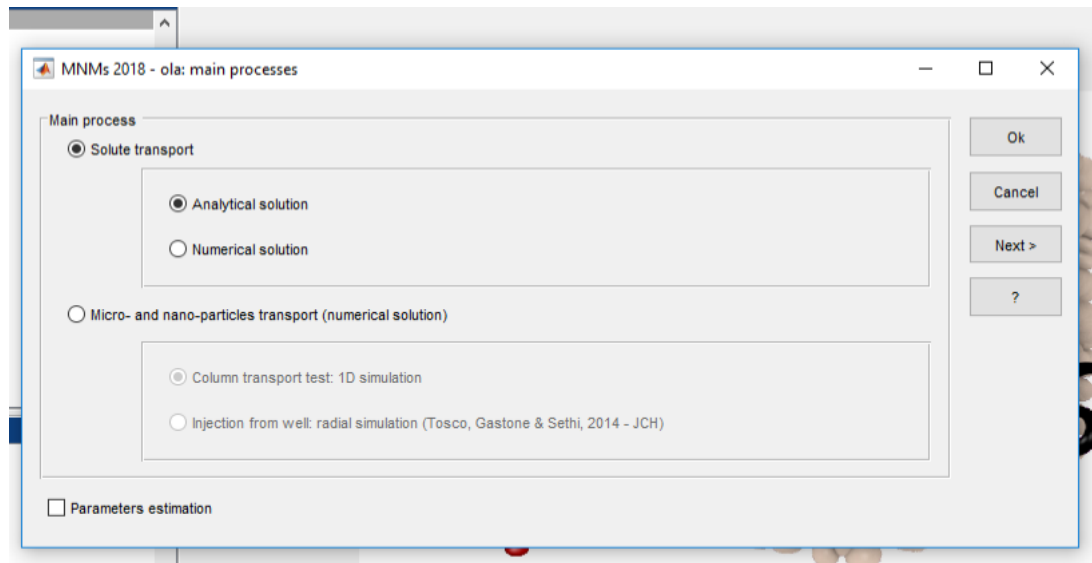 MNMs 2018 - ola: main processes
Main process
Solute transport
Analytical solution
Numerical solution
Micro- and nano-particles transport (numerical solution)
Column transport test: 1D simulation
Injection from well: radial simulation (Tosco, Gastone & Sethi, 2014 - JCH)
Parameters estimation
Ok
Cancel
Next >
?